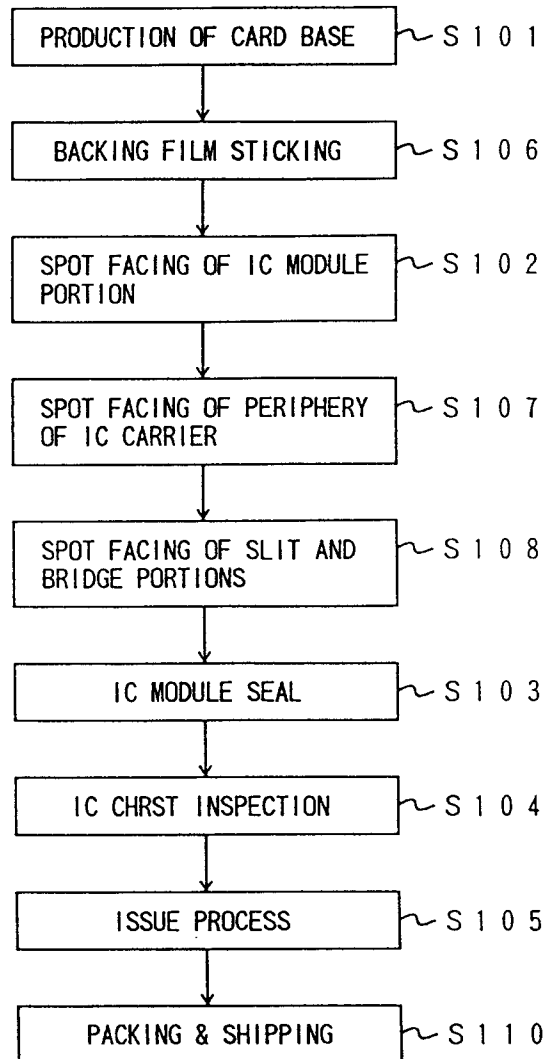 PRODUCTION OF CARD BASE
S101
BACKING FILM STICKING
S106
SPOT FACING OF IC MODULE
PORTION
S102
SPOT FACING OF PERIPHERY
OF IC CARRIER
S107
SPOT FACING OF SLIT AND
BRIDGE PORTIONS
S108
IC MODULE SEAL
S103
IC CHRST INSPECTION
S104
ISSUE PROCESS
S105
PACKING & SHIPPING
S110